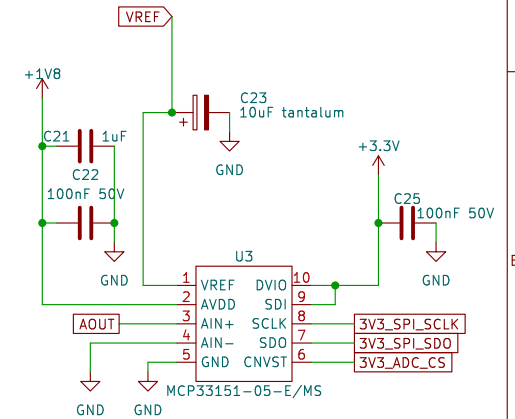 VREF
+1V8
C23
10uF tantalum
GND
C21 1uF
C22
100nF 50V
GND
+3.3V
C25
100nF 50V
GND
U3
1 VREF DVIO 10
2 AVDD SDI 9
AOUT 3 AIN+ SCLK 8 3V3_SPI_SCLK
4 AIN- SDO 7 3V3_SPI_SDO
5 GND CNVST 6 3V3_ADC_CS
MCP33151-05-E/MS
GND
GND